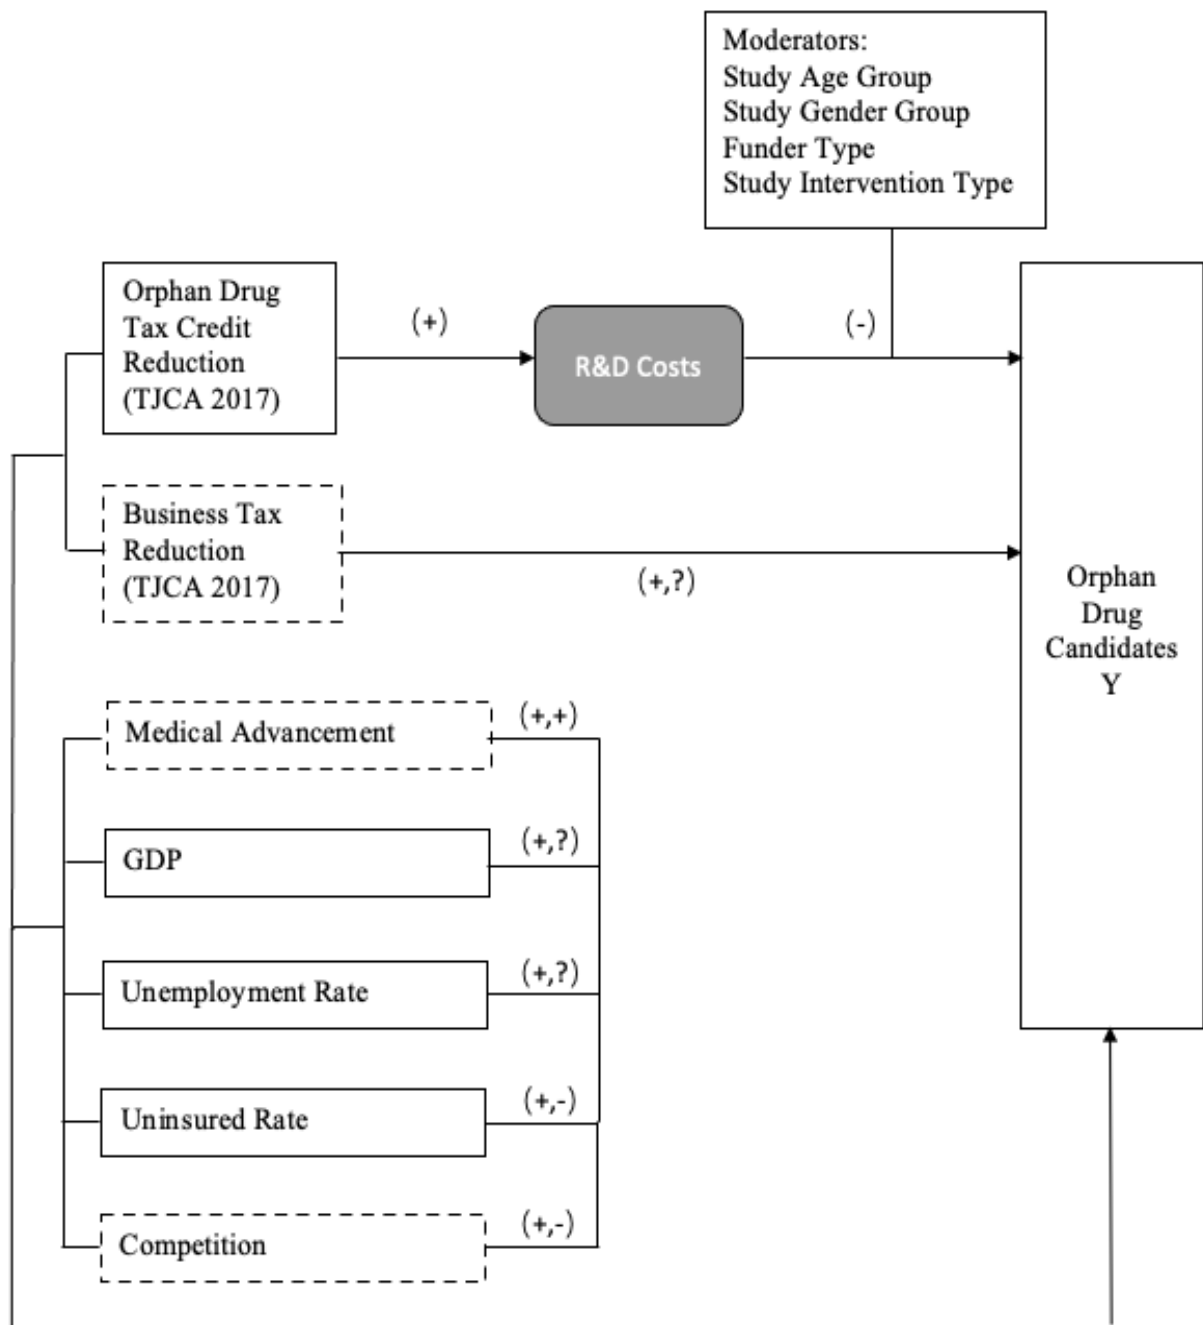 Moderators:
Study Age Group
Study Gender Group
Funder Type
Study Intervention Type
Orphan Drug
Tax Credit
Reduction
(TJCA 2017)
(+)
R&D Costs
(-)
Business Tax
Reduction
(TJCA 2017)
(+,?)
Orphan
Drug
Candidates
Y
Medical Advancement
(+,+)
GDP
(+,?)
Unemployment Rate
(+,?)
Uninsured Rate
(+,-)
Competition
(+,-)